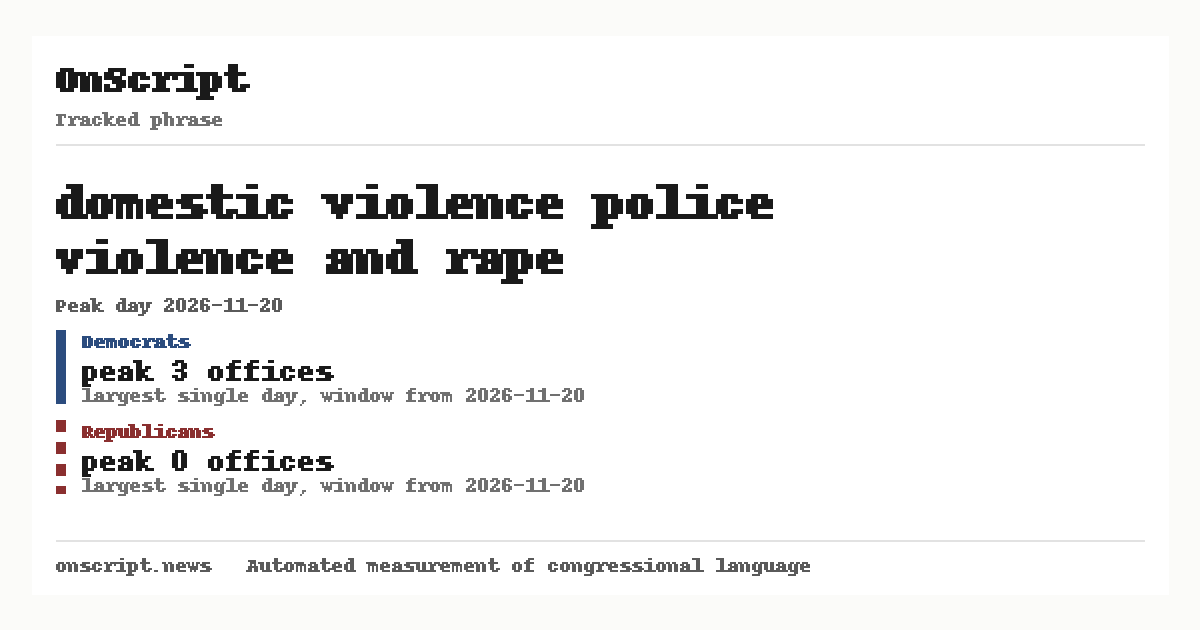 OnScript
Tracked phrase
domestic violence police
violence and rape
Peak day 2026-11-20
Democrats
peak 3 offices
largest single day, window from 2026-11-20
Republicans
peak 0 offices
largest single day, window from 2026-11-20
onscript.news Automated measurement of congressional language